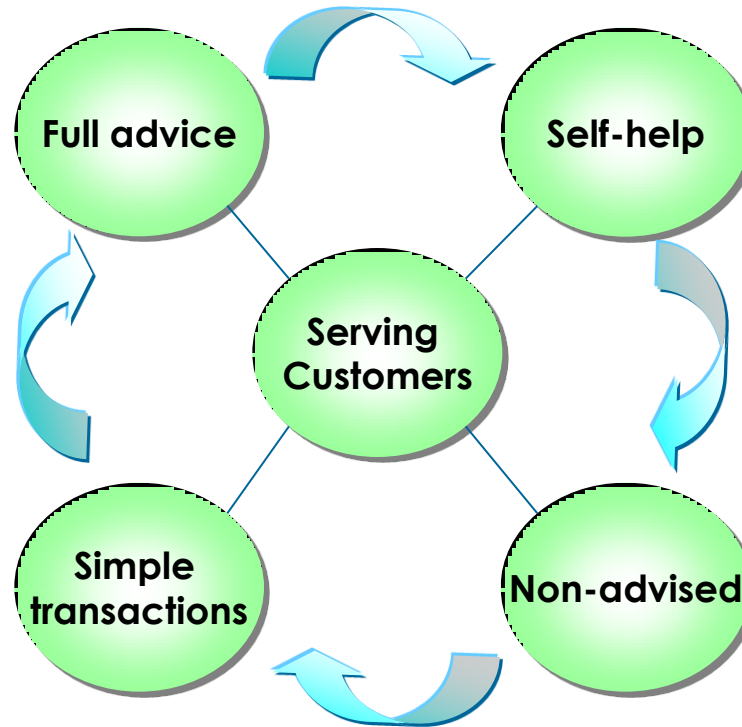 Full advice
Self-help
Serving
Customers
Simple
transactions
Non-advised